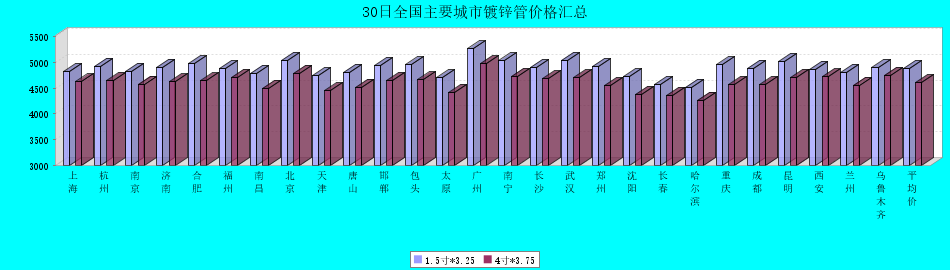 30日全国主要城市镀锌管价格汇总
5500
5000
4500
4000
3500
3000
上海
杭州
南京
济南
合肥
福州
南昌
北京
天津
唐山
邯郸
包头
太原
广州
南宁
长沙
武汉
郑州
沈阳
长春
哈尔滨
重庆
成都
昆明
西安
兰州
乌鲁木齐
平均价
1.5寸*3.25
4寸*3.75